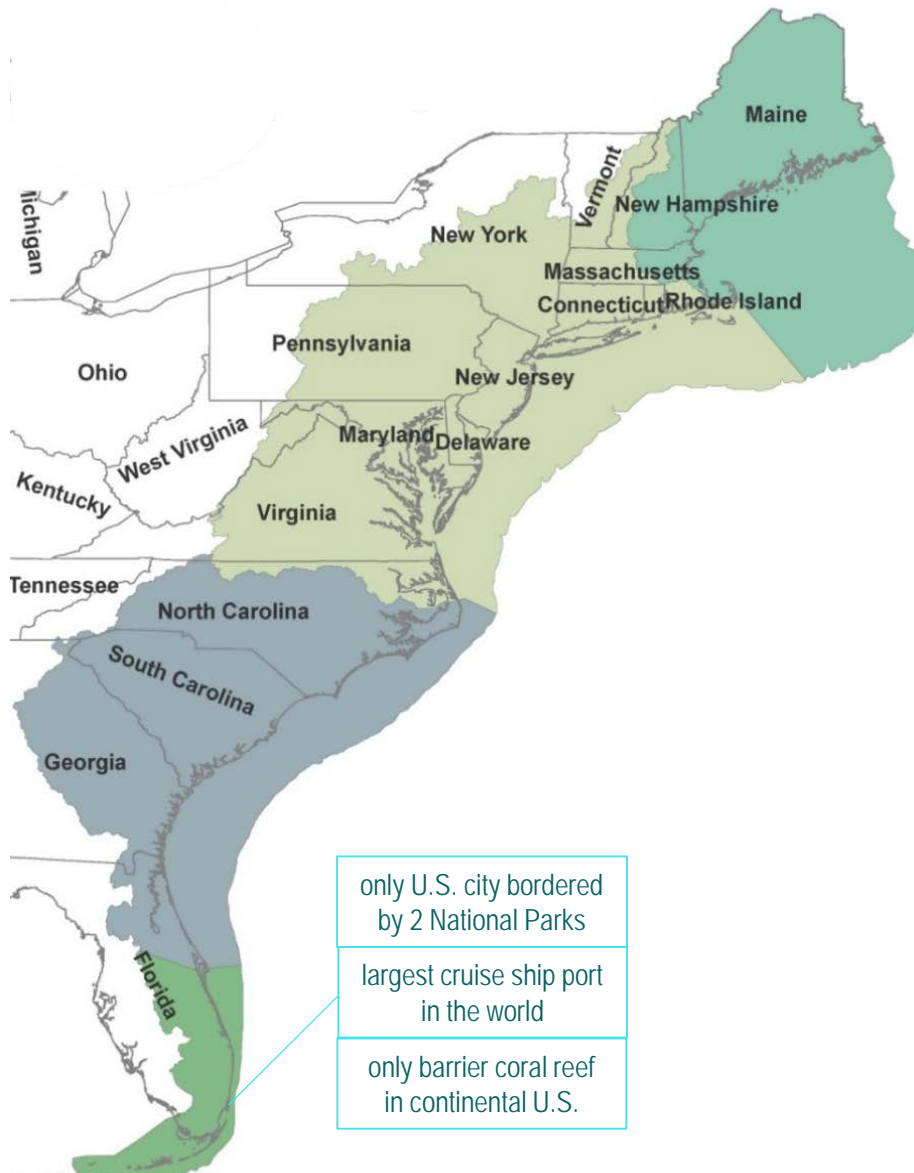 Maine
Vermont
New Hampshire
Michigan
New York
Massachusetts
Connecticut
Rhode Island
Pennsylvania
Ohio
New Jersey
West Virginia
Maryland
Delaware
Kentucky
Virginia
Tennessee
North Carolina
South Carolina
Georgia
only U.S. city bordered
by 2 National Parks
Florida
largest cruise ship port
in the world
only barrier coral reef
in continental U.S.